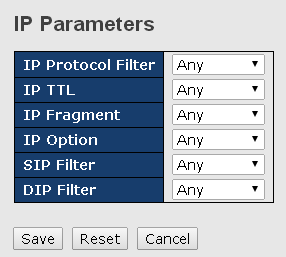 IP Parameters
IP Protocol Filter Any
IP TTL Any
IP Fragment Any
IP Option Any
SIP Filter Any
DIP Filter Any
Save Reset Cancel